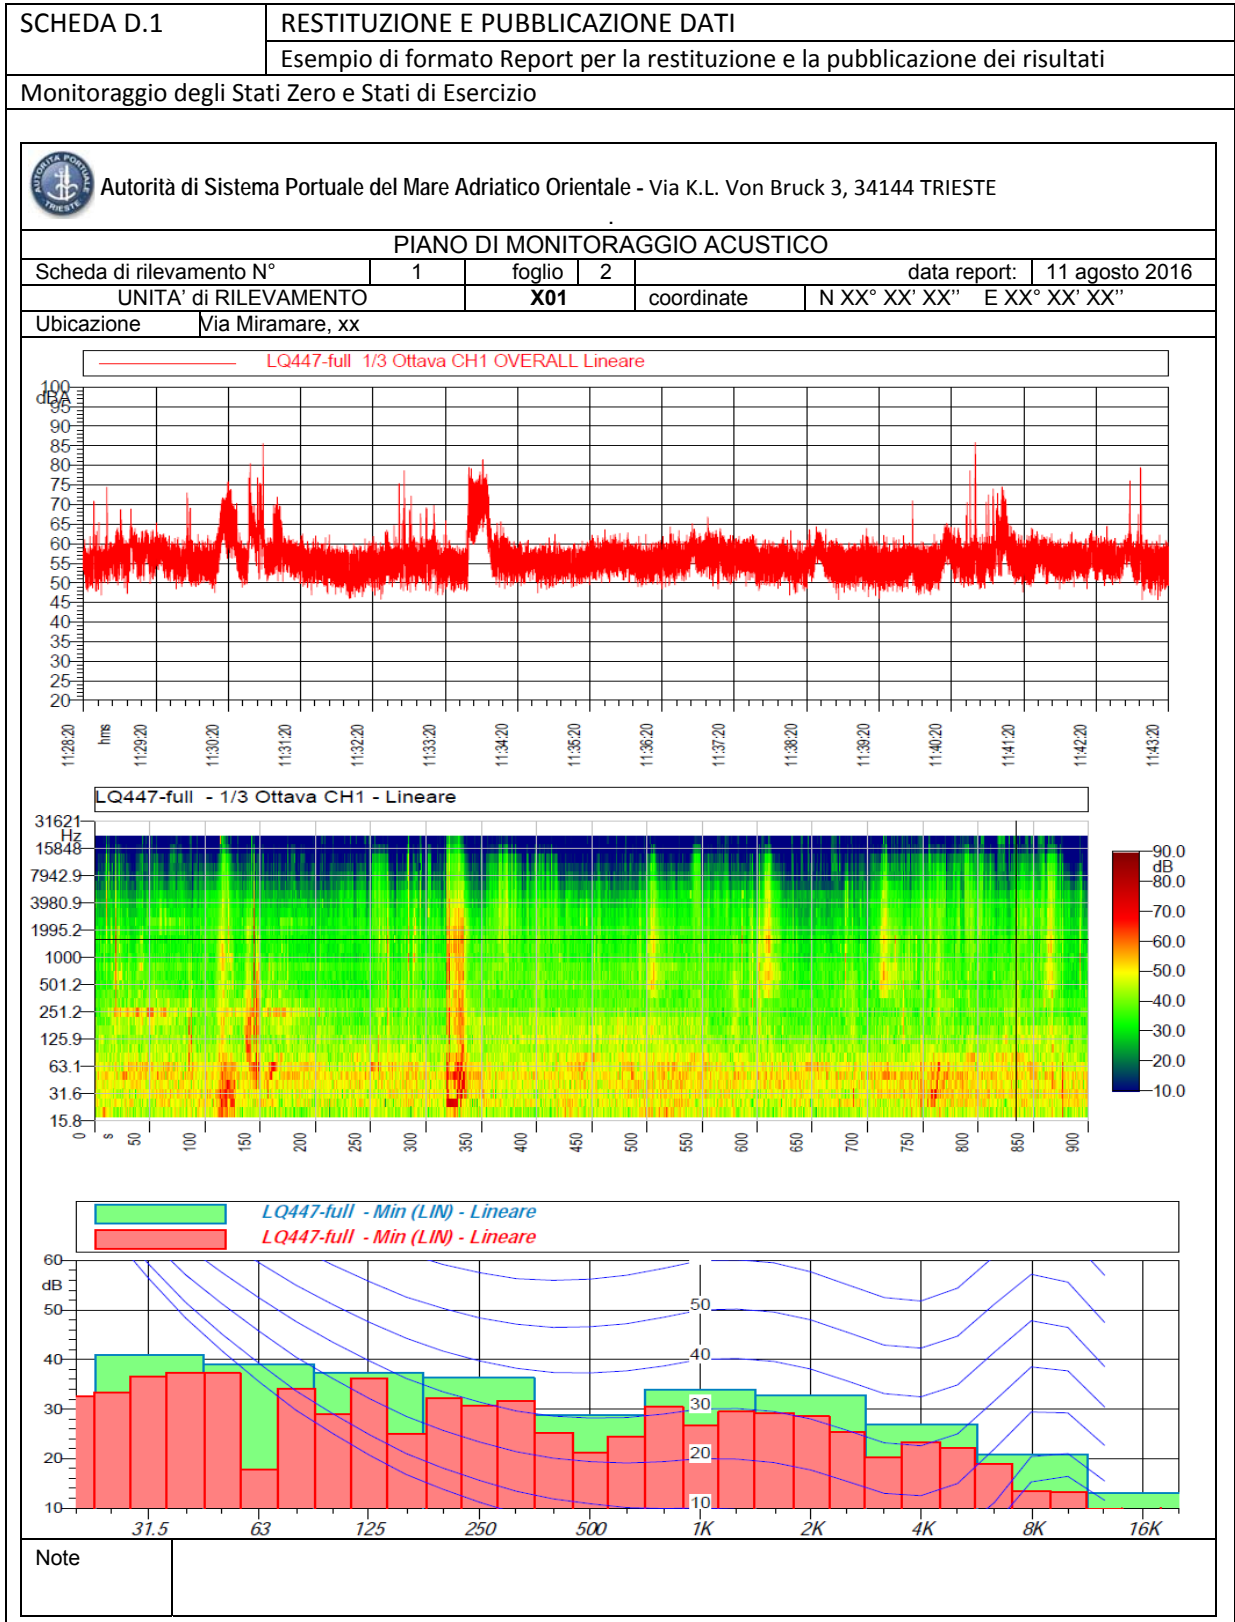 SCHEDA D.1
RESTITUZIONE E PUBBLICAZIONE DATI
Esempio di formato Report per la restituzione e la pubblicazione dei risultati
Monitoraggio degli Stati Zero e Stati di Esercizio
AUTORITA' PORTUALE
TRIESTE
Autorità di Sistema Portuale del Mare Adriatico Orientale - Via K.L. Von Bruck 3, 34144 TRIESTE
.
PIANO DI MONITORAGGIO ACUSTICO
Scheda di rilevamento N° 1 foglio 2 data report: 11 agosto 2016
UNITA' di RILEVAMENTO X01 coordinate N XX° XX' XX'' E XX° XX' XX''
Ubicazione Via Miramare, xx
LQ447-full 1/3 Ottava CH1 OVERALL Lineare
100
dBA
95
90
85
80
75
70
65
60
55
50
45
40
35
30
25
20
11:28:20 hms 11:29:20 11:30:20 11:31:20 11:32:20 11:33:20 11:34:20 11:35:20 11:36:20 11:37:20 11:38:20 11:39:20 11:40:20 11:41:20 11:42:20 11:43:20
LQ447-full - 1/3 Ottava CH1 - Lineare
31621
Hz
15848
7942.9
3980.9
1995.2
1000
501.2
251.2
125.9
63.1
31.6
15.8
0 s 50 100 150 200 250 300 350 400 450 500 550 600 650 700 750 800 850 900
90.0
dB
80.0
70.0
60.0
50.0
40.0
30.0
20.0
10.0
LQ447-full - Min (LIN) - Lineare
LQ447-full - Min (LIN) - Lineare
60
dB
50
40
30
20
10
50
40
30
20
10
31.5 63 125 250 500 1K 2K 4K 8K 16K
Note